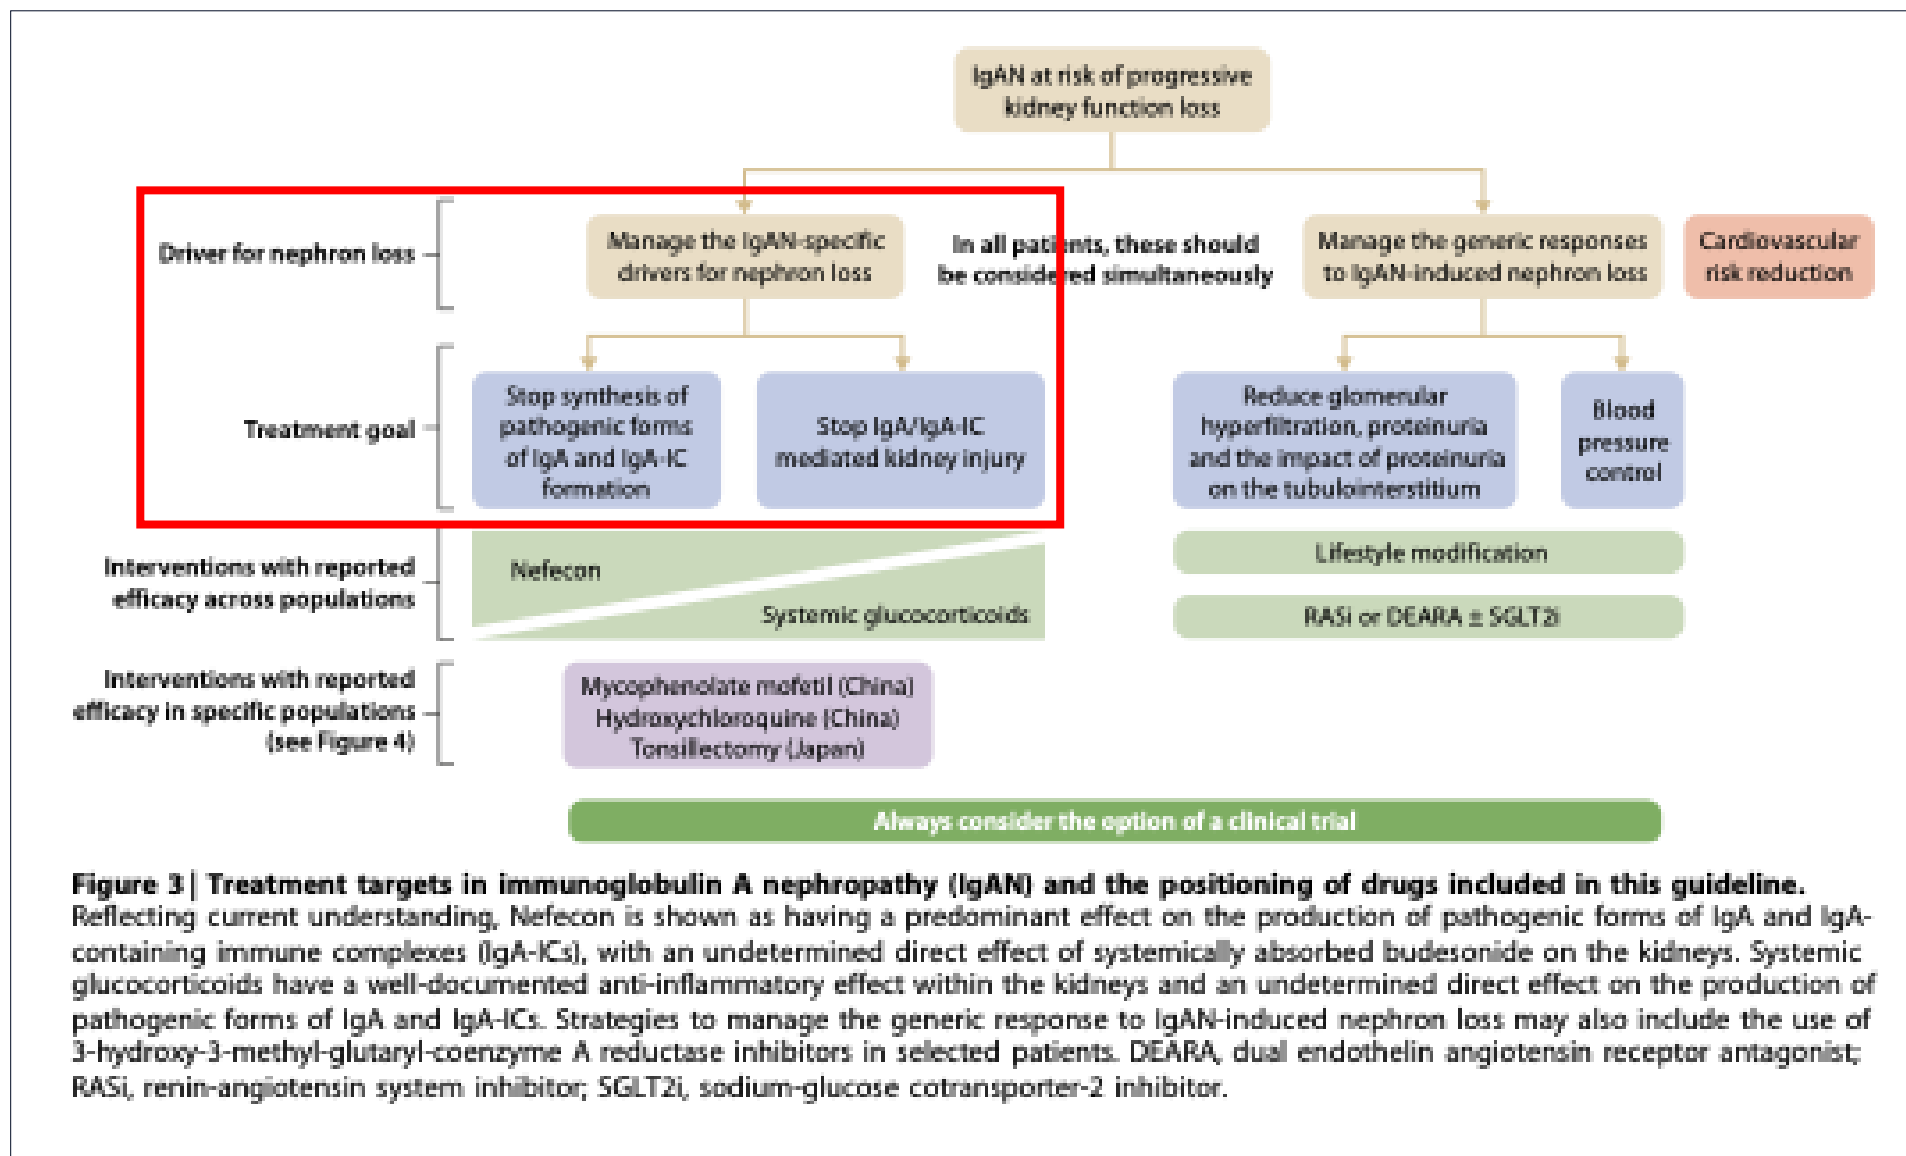 IgAN at risk of progressive
kidney function loss
Driver for nephron loss
Manage the IgAN-specific
drivers for nephron loss
In all patients, these should
be considered simultaneously
Manage the generic responses
to IgAN-induced nephron loss
Cardiovascular
risk reduction
Treatment goal
Stop synthesis of
pathogenic forms
of IgA and IgA-IC
formation
Stop IgA/IgA-IC
mediated kidney injury
Reduce glomerular
hyperfiltration, proteinuria
and the impact of proteinuria
on the tubulointerstitium
Blood
pressure
control
Interventions with reported
efficacy across populations
Nefecon
Systemic glucocorticoids
Lifestyle modification
RASi or DEARA ± SGLT2i
Interventions with reported
efficacy in specific populations
(see Figure 4)
Mycophenolate mofetil (China)
Hydroxychloroquine (China)
Tonsillectomy (Japan)
Always consider the option of a clinical trial
Figure 3 | Treatment targets in immunoglobulin A nephropathy (IgAN) and the positioning of drugs included in this guideline.
Reflecting current understanding, Nefecon is shown as having a predominant effect on the production of pathogenic forms of IgA and IgA-
containing immune complexes (IgA-ICs), with an undetermined direct effect of systemically absorbed budesonide on the kidneys. Systemic
glucocorticoids have a well-documented anti-inflammatory effect within the kidneys and an undetermined direct effect on the production of
pathogenic forms of IgA and IgA-ICs. Strategies to manage the generic response to IgAN-induced nephron loss may also include the use of
3-hydroxy-3-methyl-glutaryl-coenzyme A reductase inhibitors in selected patients. DEARA, dual endothelin angiotensin receptor antagonist;
RASi, renin-angiotensin system inhibitor; SGLT2i, sodium-glucose cotransporter-2 inhibitor.